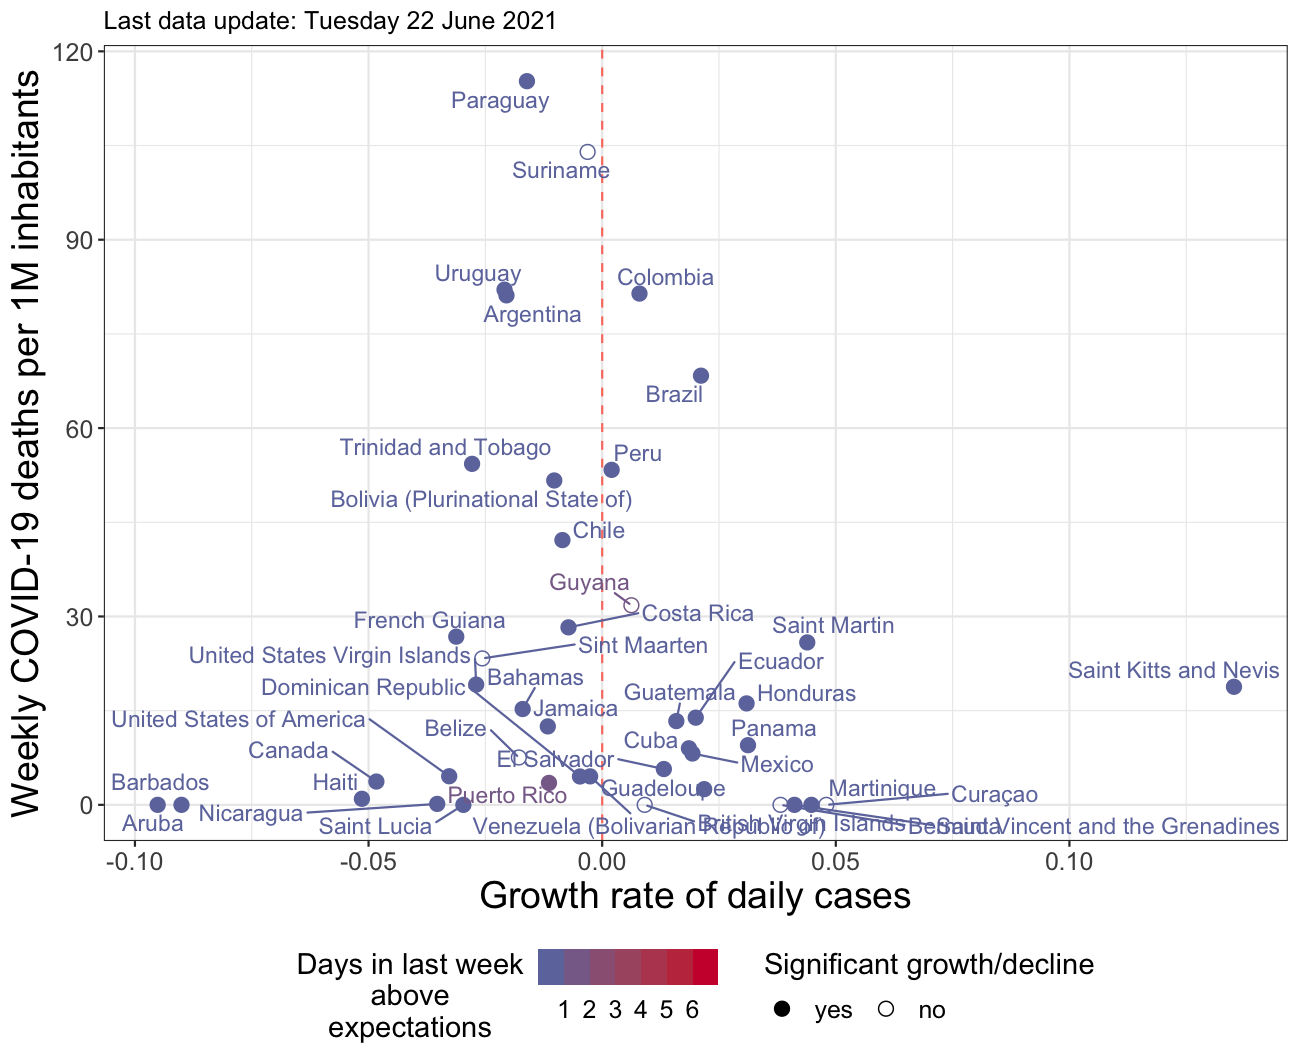 Last data update: Tuesday 22 June 2021
120
Paraguay
Suriname
90
Uruguay
Colombia
Argentina
Brazil
60
Trinidad and Tobago
Peru
Bolivia (Plurinational State of)
Chile
Guyana
30
French Guiana
Costa Rica
Saint Martin
Sint Maarten
United States Virgin Islands
Ecuador
Saint Kitts and Nevis
Bahamas
Dominican Republic
Guatemala
Honduras
Jamaica
United States of America
Belize
Panama
Cuba
Canada
El Salvador
Mexico
Barbados
Haiti
Guadeloupe
Martinique
Puerto Rico
Curaçao
0
Nicaragua
Aruba
Saint Lucia
Venezuela (Bolivarian Republic of)
British Virgin Islands
Bermuda
Saint Vincent and the Grenadines
-0.10
-0.05
0.00
0.05
0.10
Weekly COVID-19 deaths per 1M inhabitants
Growth rate of daily cases
Days in last week
above
expectations
1 2 3 4 5 6
Significant growth/decline
yes
no